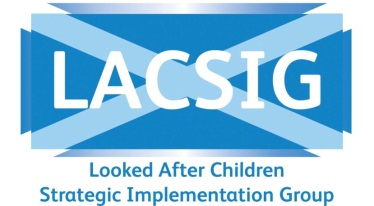 LACSIG
Looked After Children
Strategic Implementation Group